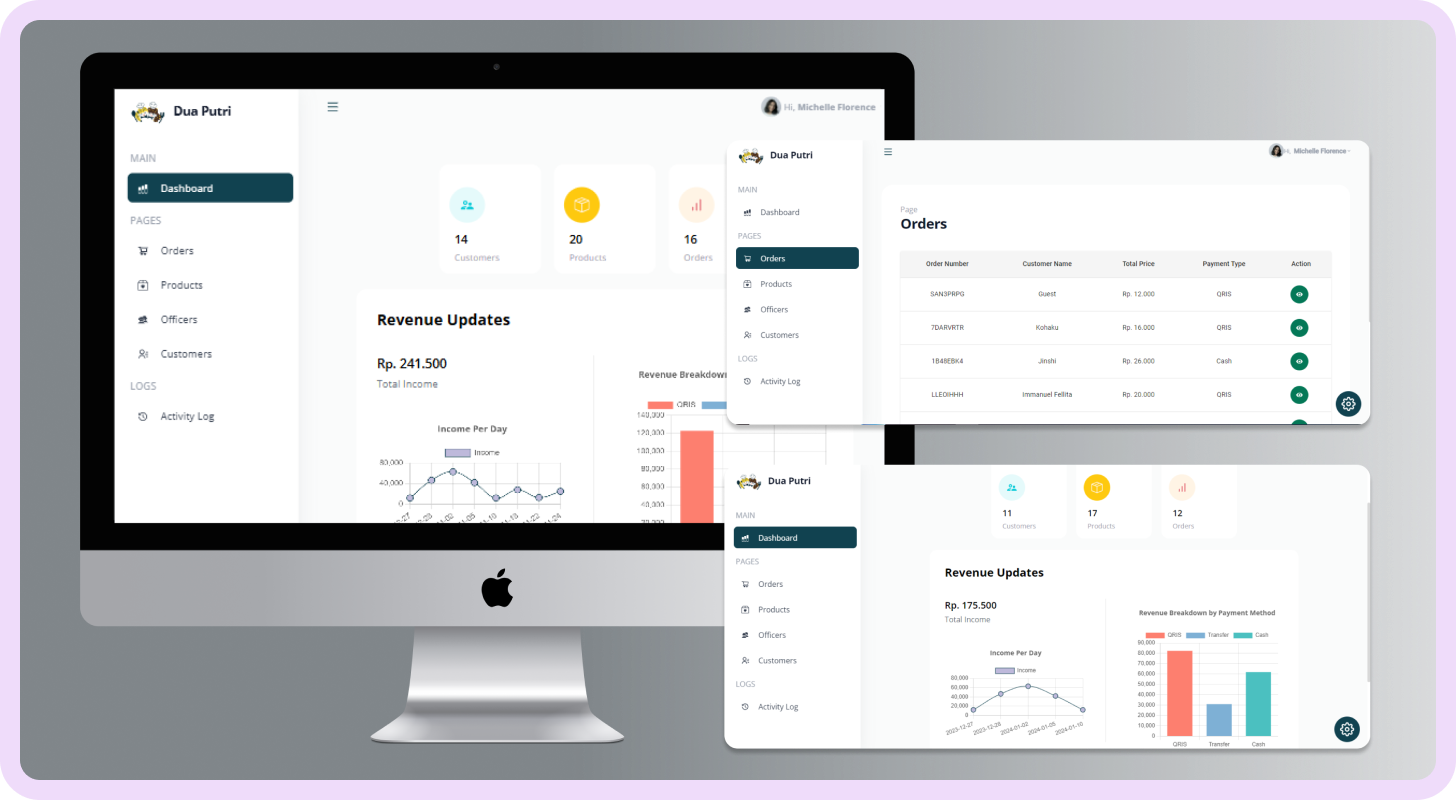 Dua Putri
Hi, Michelle Florence
MAIN
Dashboard
PAGES
Orders
Products
Officers
Customers
LOGS
Activity Log
14
Customers
20
Products
16
Orders
Revenue Updates
Rp. 241.500
Total Income
Income Per Day
Income
80,000
40,000
0
Revenue Breakdown
QRIS
140,000
120,000
100,000
80,000
60,000
40,000
Dua Putri
Hi, Michelle Florence
MAIN
Dashboard
PAGES
Orders
Products
Officers
Customers
LOGS
Activity Log
Page
Orders
Order Number Customer Name Total Price Payment Type Action
SAN3PRPG Guest Rp. 12.000 QRIS
7DARVRTR Kohaku Rp. 16.000 QRIS
1B48EBK4 Jinshi Rp. 26.000 Cash
LLEOIHHH Immanuel Fellita Rp. 20.000 QRIS
Dua Putri
MAIN
Dashboard
PAGES
Orders
Products
Officers
Customers
LOGS
Activity Log
11
Customers
17
Products
12
Orders
Revenue Updates
Rp. 175.500
Total Income
Income Per Day
Income
80,000
60,000
40,000
20,000
0
2023-12-27 2023-12-28 2024-01-02 2024-01-05 2024-01-10
Revenue Breakdown by Payment Method
QRIS Transfer Cash
90,000
80,000
70,000
60,000
50,000
40,000
30,000
20,000
10,000
0
QRIS Transfer Cash